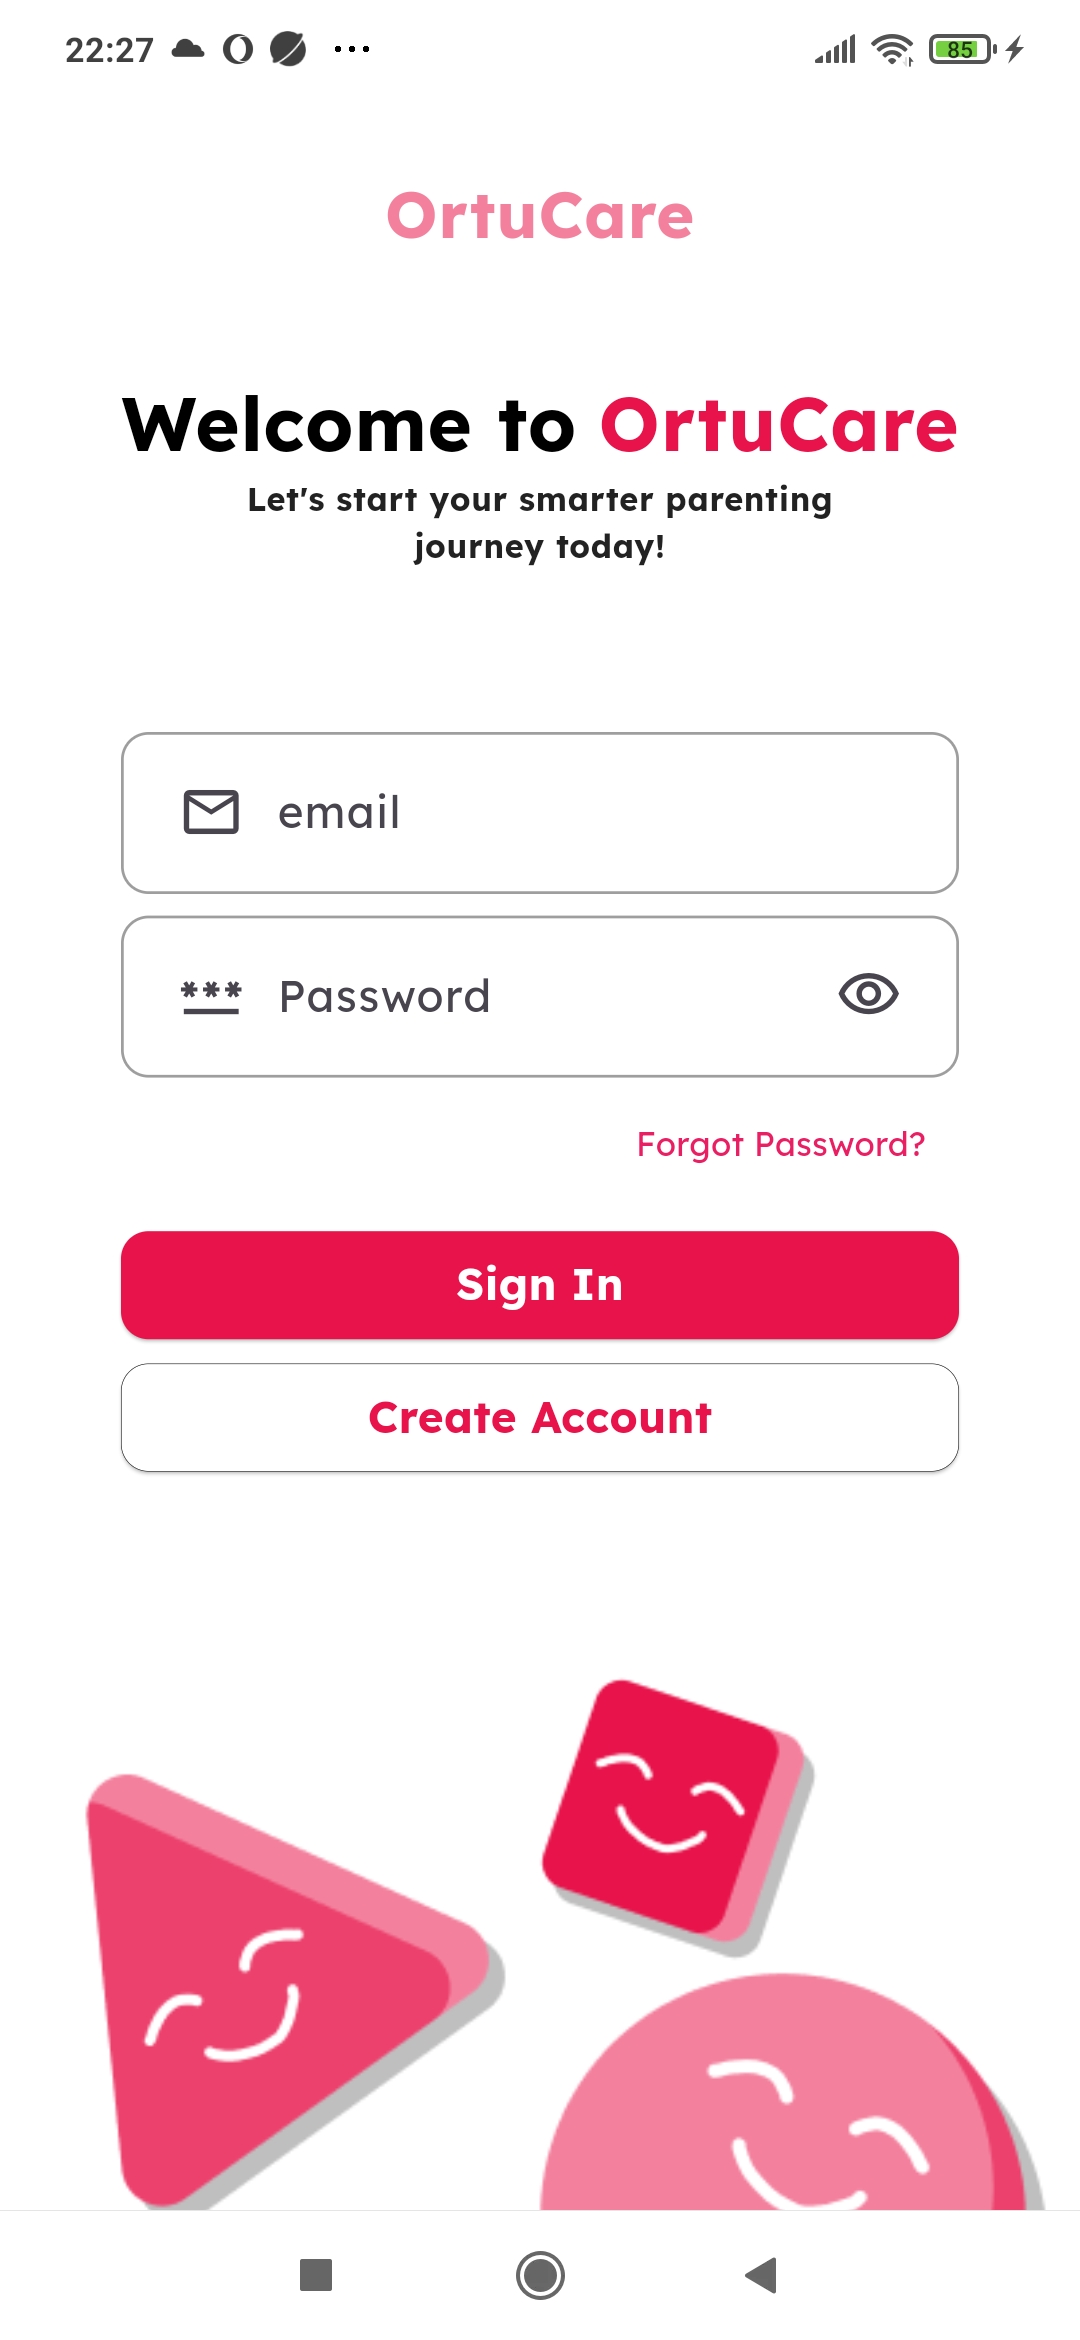 22:27
85
OrtuCare
Welcome to OrtuCare
Let's start your smarter parenting
journey today!
email
*** Password
Forgot Password?
Sign In
Create Account